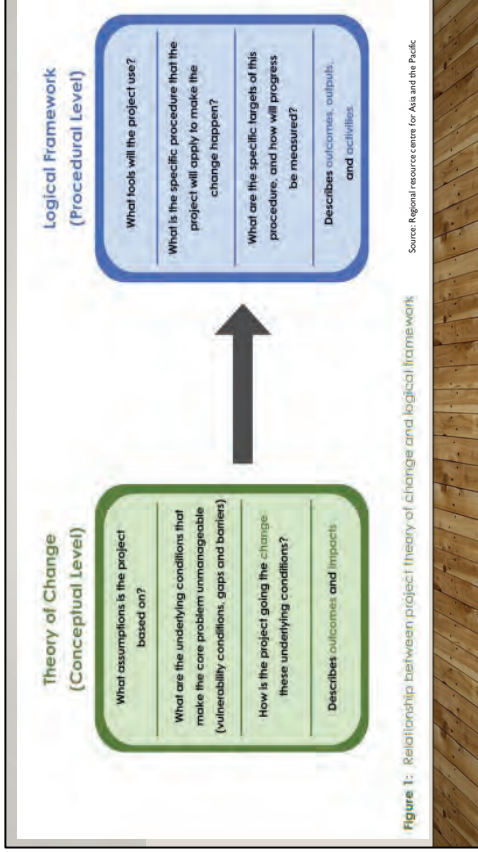 Theory of Change
(Conceptual Level)
What assumptions is the project
based on?
What are the underlying conditions that
make the core problem unmanageable
(vulnerability conditions, gaps and barriers)
How is the project going the change
these underlying conditions?
Describes outcomes and impacts
Logical Framework
(Procedural Level)
What tools will the project use?
What is the specific procedure that the
project will apply to make the
change happen?
What are the specific targets of this
procedure, and how will progress
be measured?
Describes outcomes, outputs,
and activities
Figure 1: Relationship between project theory of change and logical framework
Source: Regional resource centre for Asia and the Pacific